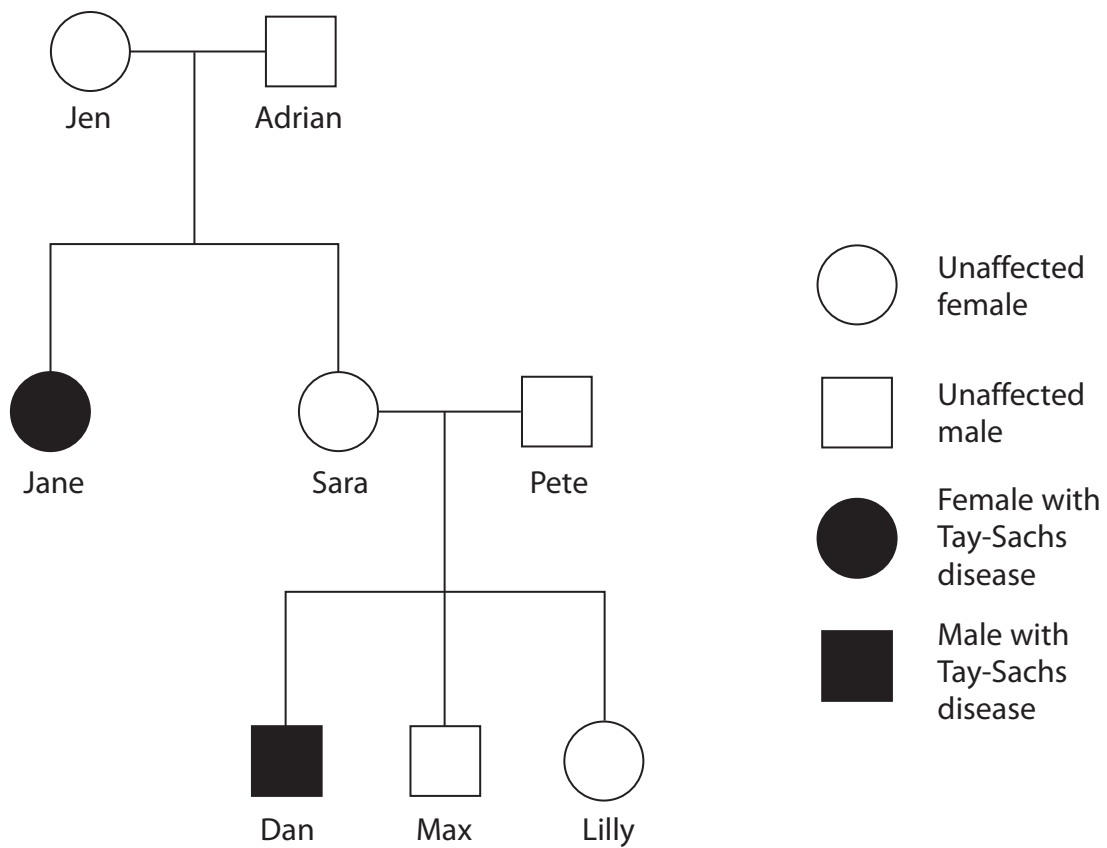 Jen
Adrian
Jane
Sara
Pete
Dan
Max
Lilly
Unaffected
female
Unaffected
male
Female with
Tay-Sachs
disease
Male with
Tay-Sachs
disease